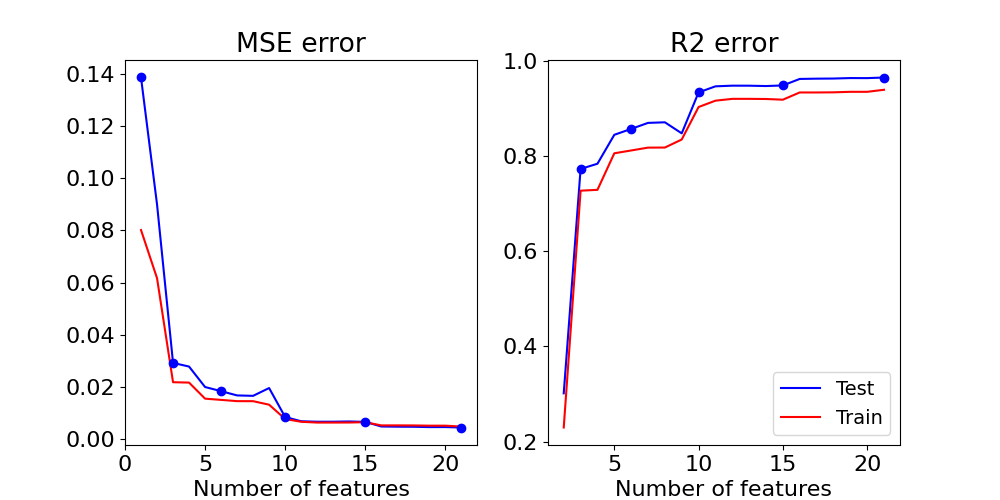 MSE error
0.14
0.12
0.10
0.08
0.06
0.04
0.02
0.00
0 5 10 15 20
Number of features
R2 error
1.0
0.8
0.6
0.4
0.2
5 10 15 20
Number of features
Test
Train